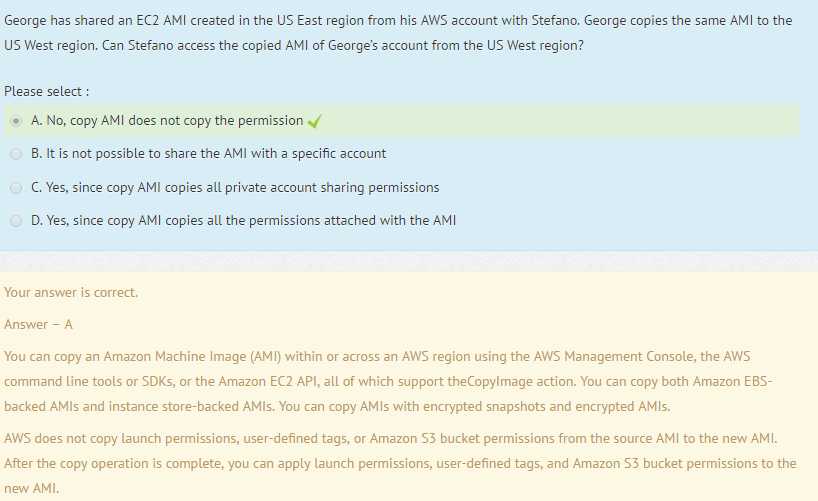 George has shared an EC2 AMI created in the US East region from his AWS account with Stefano. George copies the same AMI to the
US West region. Can Stefano access the copied AMI of George's account from the US West region?
Please select :
A. No, copy AMI does not copy the permission
B. It is not possible to share the AMI with a specific account
C. Yes, since copy AMI copies all private account sharing permissions
D. Yes, since copy AMI copies all the permissions attached with the AMI
Your answer is correct.
Answer – A
You can copy an Amazon Machine Image (AMI) within or across an AWS region using the AWS Management Console, the AWS
command line tools or SDKs, or the Amazon EC2 API, all of which support theCopyImage action. You can copy both Amazon EBS-
backed AMIs and instance store-backed AMIs. You can copy AMIs with encrypted snapshots and encrypted AMIs.
AWS does not copy launch permissions, user-defined tags, or Amazon S3 bucket permissions from the source AMI to the new AMI.
After the copy operation is complete, you can apply launch permissions, user-defined tags, and Amazon S3 bucket permissions to the
new AMI.